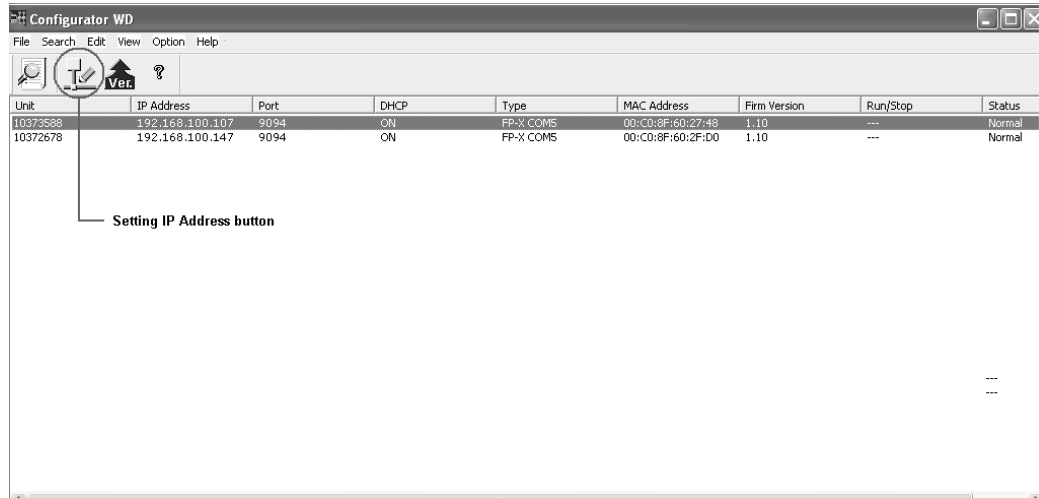 Configurator WD
File Search Edit View Option Help
Ver. ?
Unit IP Address Port DHCP Type MAC Address Firm Version Run/Stop Status
10373588 192.168.100.107 9094 ON FP-X COM5 00:C0:8F:60:27:48 1.10 --- Normal
10372678 192.168.100.147 9094 ON FP-X COM5 00:C0:8F:60:2F:D0 1.10 --- Normal
Setting IP Address button
---
---